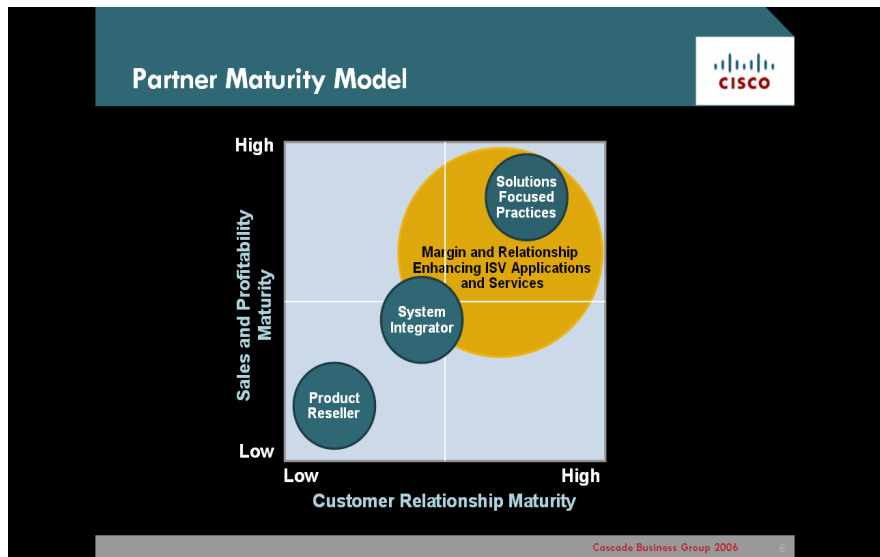 Partner Maturity Model
CISCO
High
Solutions
Focused
Practices
Margin and Relationship
Enhancing ISV Applications
and Services
System
Integrator
Product
Reseller
Sales and Profitability
Maturity
Low
Low
High
Customer Relationship Maturity
Cascade Business Group 2006
6